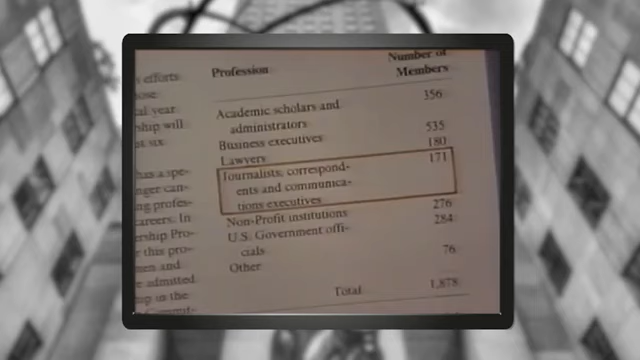 s efforts
ose
al year
ship will
t six
has a spe-
nger can-
ng profes-
areers. In
ership Pro-
r this pro-
men and
e admitted
ip in the
Profession
Number of
Members
Academic scholars and
administrators 356
Business executives 535
Lawyers 180
Journalists, correspond- 171
ents and communica-
tions executives
Non-Profit institutions 276
U.S. Government offi- 284
cials
Other 76
Total 1,878